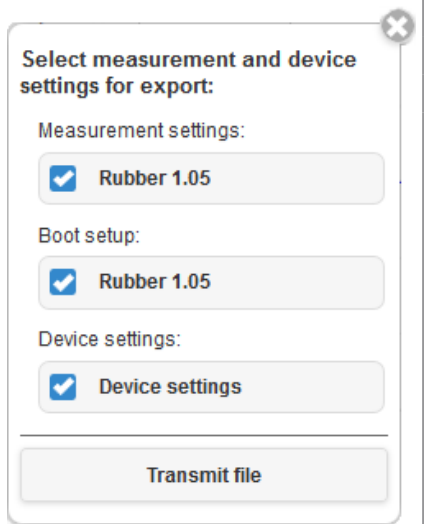 Select measurement and device
settings for export:
Measurement settings:
Rubber 1.05
Boot setup:
Rubber 1.05
Device settings:
Device settings
Transmit file